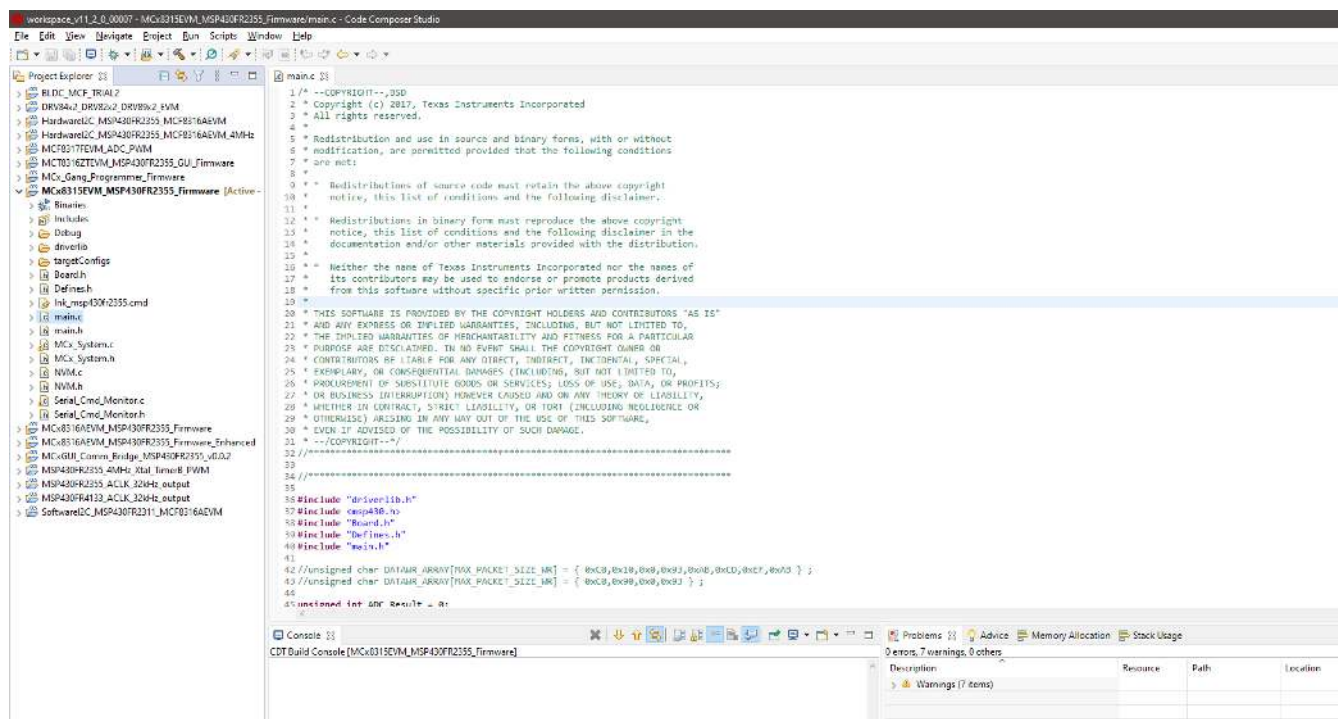 workspace_v11_2_0_00007 - MCx8315EVM_MSP430FR2355_Firmware/main.c - Code Composer Studio
File Edit View Navigate Project Run Scripts Window Help
Project Explorer
BLDC_MCF_TRIAL2
DRV84x2_DRV82x2_DRV89x2_EVM
HardwareI2C_MSP430FR2355_MCF8316AEVM
HardwareI2C_MSP430FR2355_MCF8316AEVM_4MHz
MCF8317FEVM_ADC_PWM
MCT8316ZTEVM_MSP430FR2355_GUI_Firmware
MCx_Gang_Programmer_Firmware
MCx8315EVM_MSP430FR2355_Firmware [Active -
Binaries
Includes
Debug
driverlib
targetConfigs
Board.h
Defines.h
lnk_msp430fr2355.cmd
main.c
main.h
MCx_System.c
MCx_System.h
NVM.c
NVM.h
Serial_Cmd_Monitor.c
Serial_Cmd_Monitor.h
MCx8316AEVM_MSP430FR2355_Firmware
MCx8316AEVM_MSP430FR2355_Firmware_Enhanced
MCxGUI_Comm_Bridge_MSP430FR2355_v0.0.2
MSP430FR2355_4MHz_Xtal_TimerB_PWM
MSP430FR2355_ACLK_32kHz_output
MSP430FR4133_ACLK_32kHz_output
SoftwareI2C_MSP430FR2311_MCF8316AEVM
main.c
1 /* --COPYRIGHT--,BSD
2 * Copyright (c) 2017, Texas Instruments Incorporated
3 * All rights reserved.
4 *
5 * Redistribution and use in source and binary forms, with or without
6 * modification, are permitted provided that the following conditions
7 * are met:
8 *
9 * * Redistributions of source code must retain the above copyright
10 * notice, this list of conditions and the following disclaimer.
11 *
12 * * Redistributions in binary form must reproduce the above copyright
13 * notice, this list of conditions and the following disclaimer in the
14 * documentation and/or other materials provided with the distribution.
15 *
16 * * Neither the name of Texas Instruments Incorporated nor the names of
17 * its contributors may be used to endorse or promote products derived
18 * from this software without specific prior written permission.
19 *
20 * THIS SOFTWARE IS PROVIDED BY THE COPYRIGHT HOLDERS AND CONTRIBUTORS "AS IS"
21 * AND ANY EXPRESS OR IMPLIED WARRANTIES, INCLUDING, BUT NOT LIMITED TO,
22 * THE IMPLIED WARRANTIES OF MERCHANTABILITY AND FITNESS FOR A PARTICULAR
23 * PURPOSE ARE DISCLAIMED. IN NO EVENT SHALL THE COPYRIGHT OWNER OR
24 * CONTRIBUTORS BE LIABLE FOR ANY DIRECT, INDIRECT, INCIDENTAL, SPECIAL,
25 * EXEMPLARY, OR CONSEQUENTIAL DAMAGES (INCLUDING, BUT NOT LIMITED TO,
26 * PROCUREMENT OF SUBSTITUTE GOODS OR SERVICES; LOSS OF USE, DATA, OR PROFITS;
27 * OR BUSINESS INTERRUPTION) HOWEVER CAUSED AND ON ANY THEORY OF LIABILITY,
28 * WHETHER IN CONTRACT, STRICT LIABILITY, OR TORT (INCLUDING NEGLIGENCE OR
29 * OTHERWISE) ARISING IN ANY WAY OUT OF THE USE OF THIS SOFTWARE,
30 * EVEN IF ADVISED OF THE POSSIBILITY OF SUCH DAMAGE.
31 * --/COPYRIGHT--*/
32 //******************************************************************************
33
34 //******************************************************************************
35
36 #include "driverlib.h"
37 #include <msp430.h>
38 #include "Board.h"
39 #include "Defines.h"
40 #include "main.h"
41
42 //unsigned char DATAWR_ARRAY[MAX_PACKET_SIZE_WR] = { 0xC0,0x10,0x0,0x93,0xAB,0xCD,0xEF,0xAB } ;
43 //unsigned char DATAWR_ARRAY[MAX_PACKET_SIZE_WR] = { 0xC0,0x90,0x0,0x93 } ;
44
45 unsigned int ADC_Result = 0;
Console
CDT Build Console [MCx8315EVM_MSP430FR2355_Firmware]
Problems Advice Memory Allocation Stack Usage
0 errors, 7 warnings, 0 others
Description Resource Path Location
Warnings (7 items)